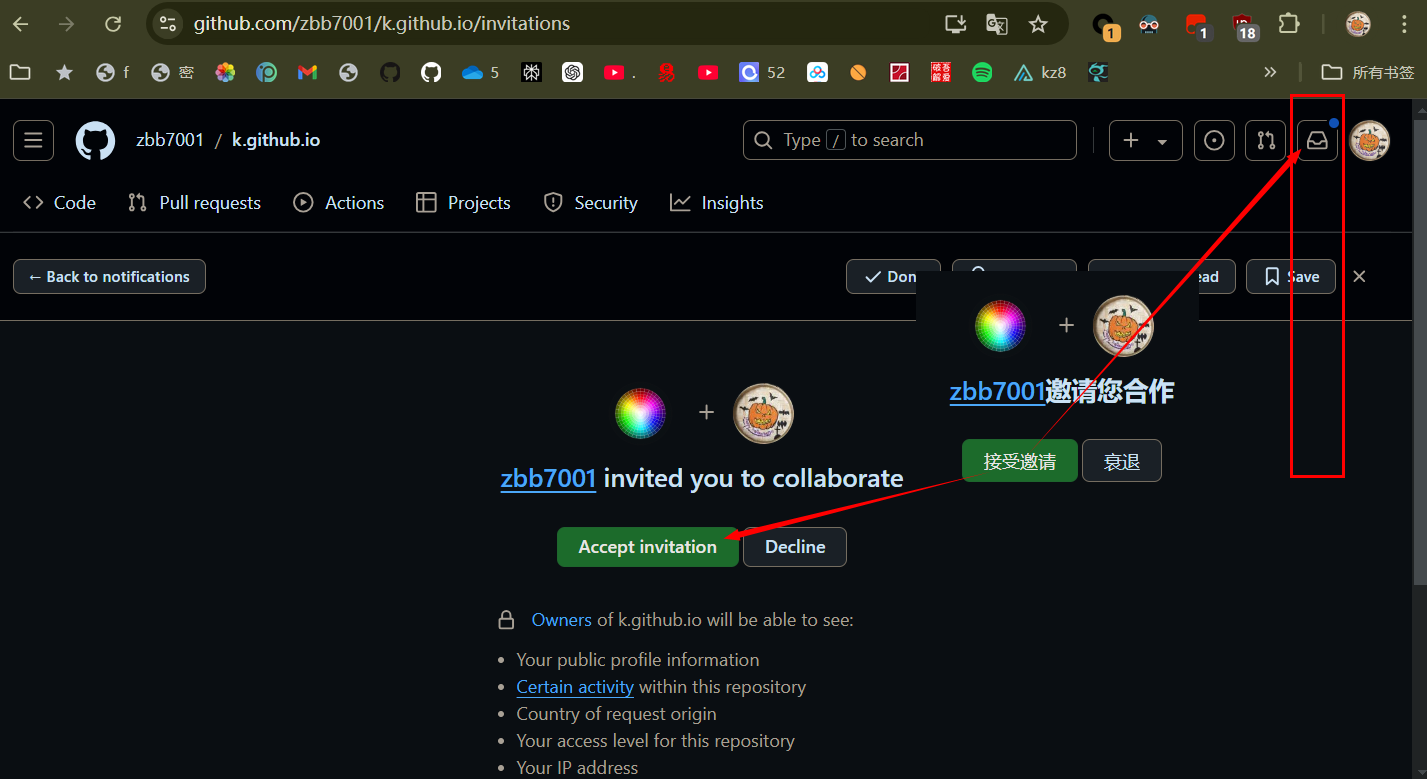 github.com/zbb7001/k.github.io/invitations
1
1
18
f
密
5
.
52
破吾
解爱
kz8
所有书签
zbb7001 / k.github.io
Type / to search
Code
Pull requests
Actions
Projects
Security
Insights
← Back to notifications
Don
ead
Save
zbb7001邀请您合作
接受邀请
衰退
zbb7001 invited you to collaborate
Accept invitation
Decline
Owners of k.github.io will be able to see:
• Your public profile information
• Certain activity within this repository
• Country of request origin
• Your access level for this repository
• Your IP address